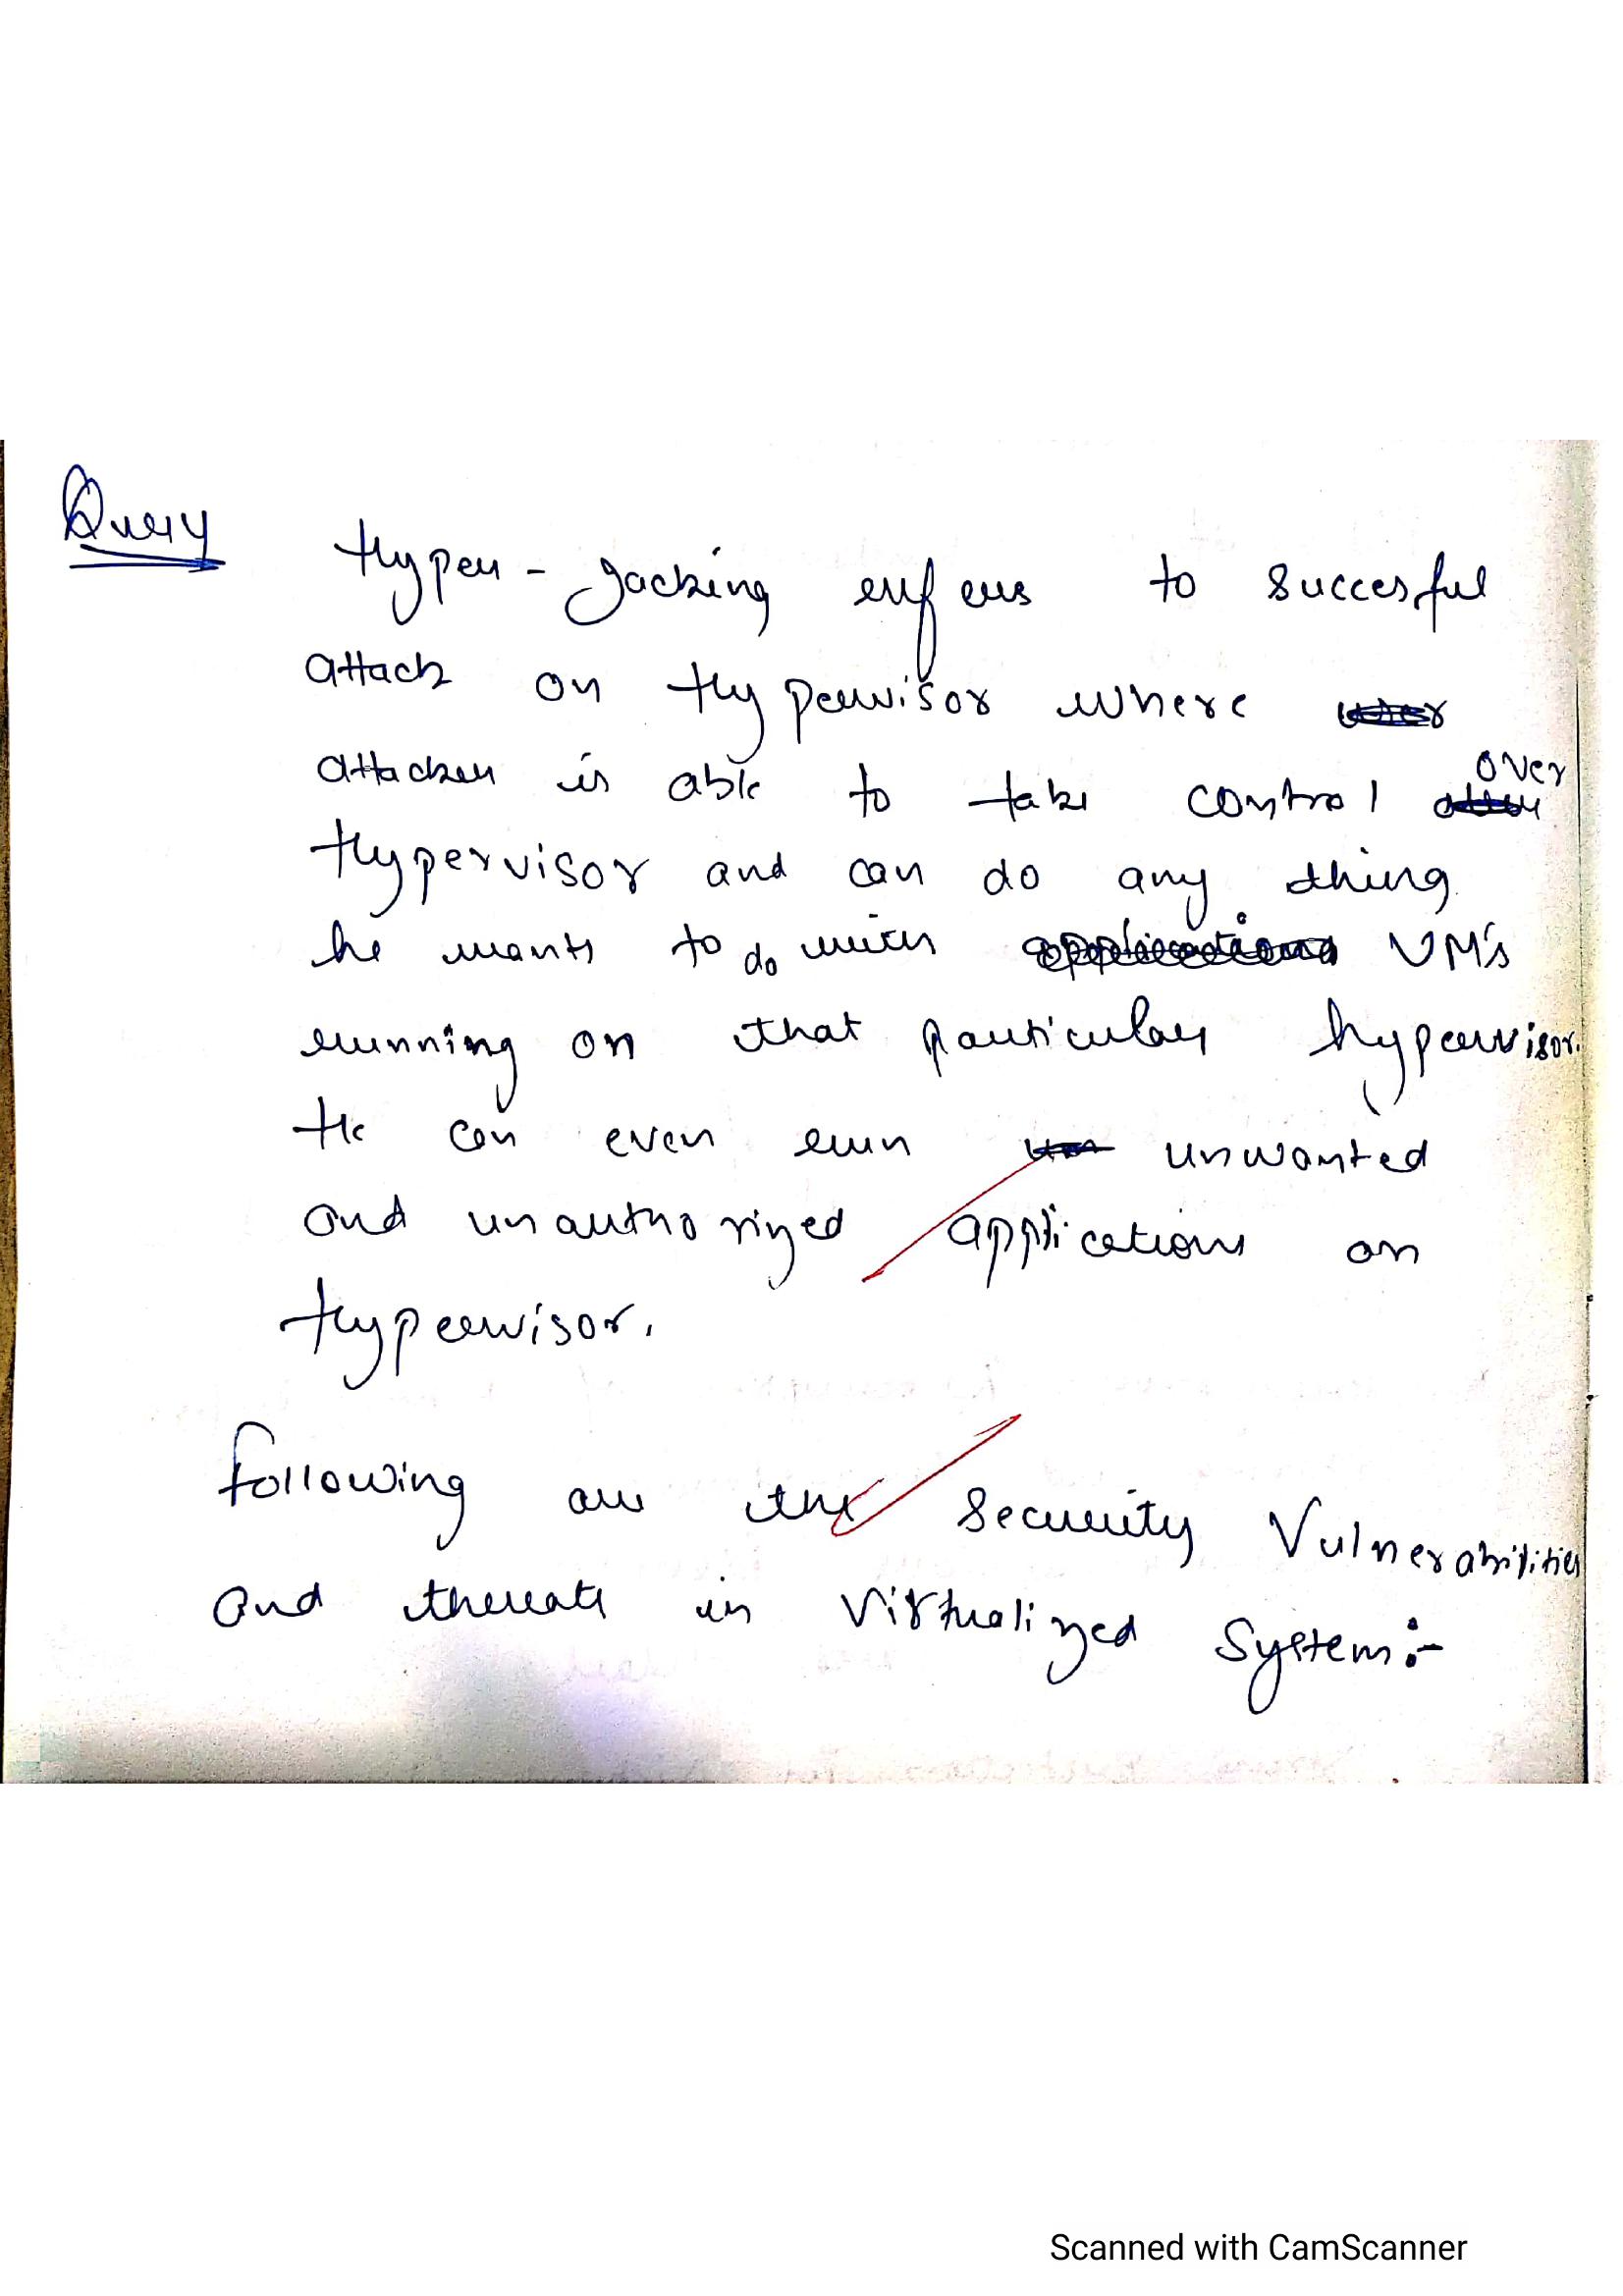 Query
Hyper-Jacking refers to succesful
attack on Hypervisor where
attacker is able to take control over
Hypervisor and can do any thing
he wants to do with VM's
running on that particular hypervisor.
He can even run unwanted
and unauthorized applications on
Hypervisor.
Following are the Security Vulnerabilities
and threats in Virtualized System:-
Scanned with CamScanner